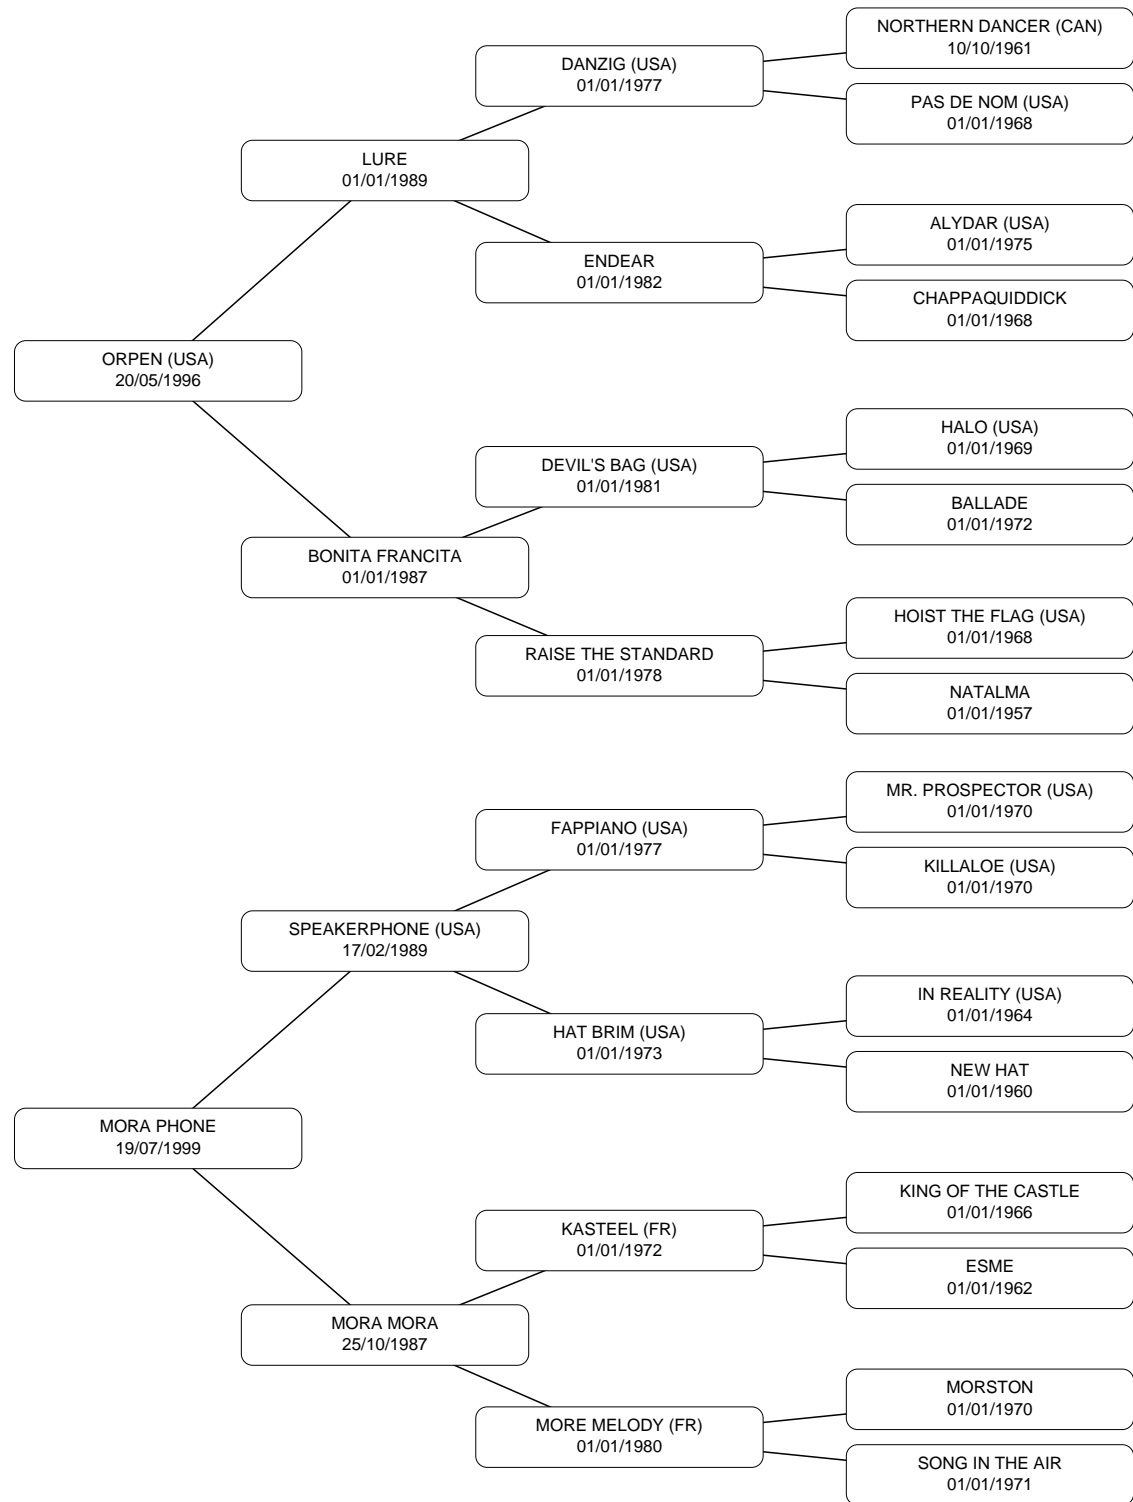 NORTHERN DANCER (CAN)
10/10/1961
DANZIG (USA)
01/01/1977
PAS DE NOM (USA)
01/01/1968
LURE
01/01/1989
ALYDAR (USA)
01/01/1975
ENDEAR
01/01/1982
CHAPPAQUIDDICK
01/01/1968
ORPEN (USA)
20/05/1996
HALO (USA)
01/01/1969
DEVIL'S BAG (USA)
01/01/1981
BALLADE
01/01/1972
BONITA FRANCITA
01/01/1987
HOIST THE FLAG (USA)
01/01/1968
RAISE THE STANDARD
01/01/1978
NATALMA
01/01/1957
MR. PROSPECTOR (USA)
01/01/1970
FAPPIANO (USA)
01/01/1977
KILLALOE (USA)
01/01/1970
SPEAKERPHONE (USA)
17/02/1989
IN REALITY (USA)
01/01/1964
HAT BRIM (USA)
01/01/1973
NEW HAT
01/01/1960
MORA PHONE
19/07/1999
KING OF THE CASTLE
01/01/1966
KASTEEL (FR)
01/01/1972
ESME
01/01/1962
MORA MORA
25/10/1987
MORSTON
01/01/1970
MORE MELODY (FR)
01/01/1980
SONG IN THE AIR
01/01/1971